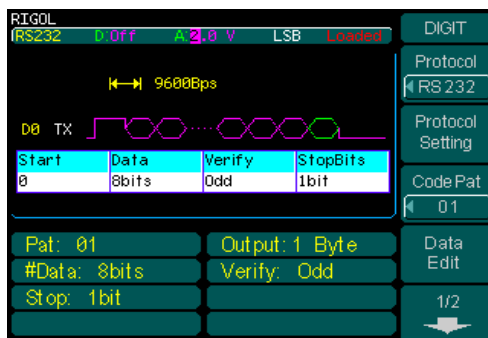 RIGOL
RS232 D:Off A:2.0 V LSB Loaded
9600Bps
D0 TX
Start Data Verify StopBits
0 8bits Odd 1bit
Pat: 01 Output: 1 Byte
#Data: 8bits Verify: Odd
Stop: 1bit
DIGIT
Protocol
RS232
Protocol
Setting
Code Pat
01
Data
Edit
1/2